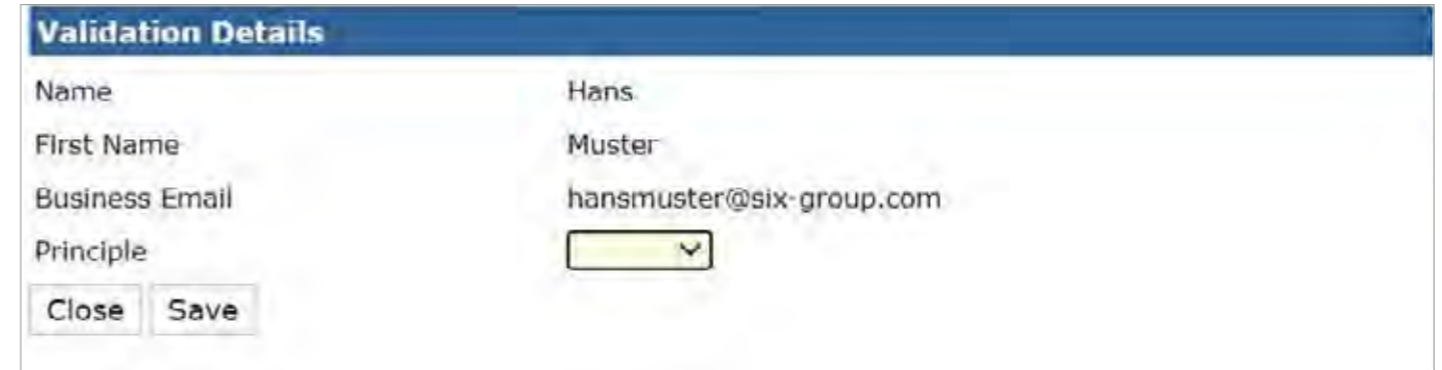 Validation Details
Name Hans
First Name Muster
Business Email hansmuster@six-group.com
Principle
Close Save